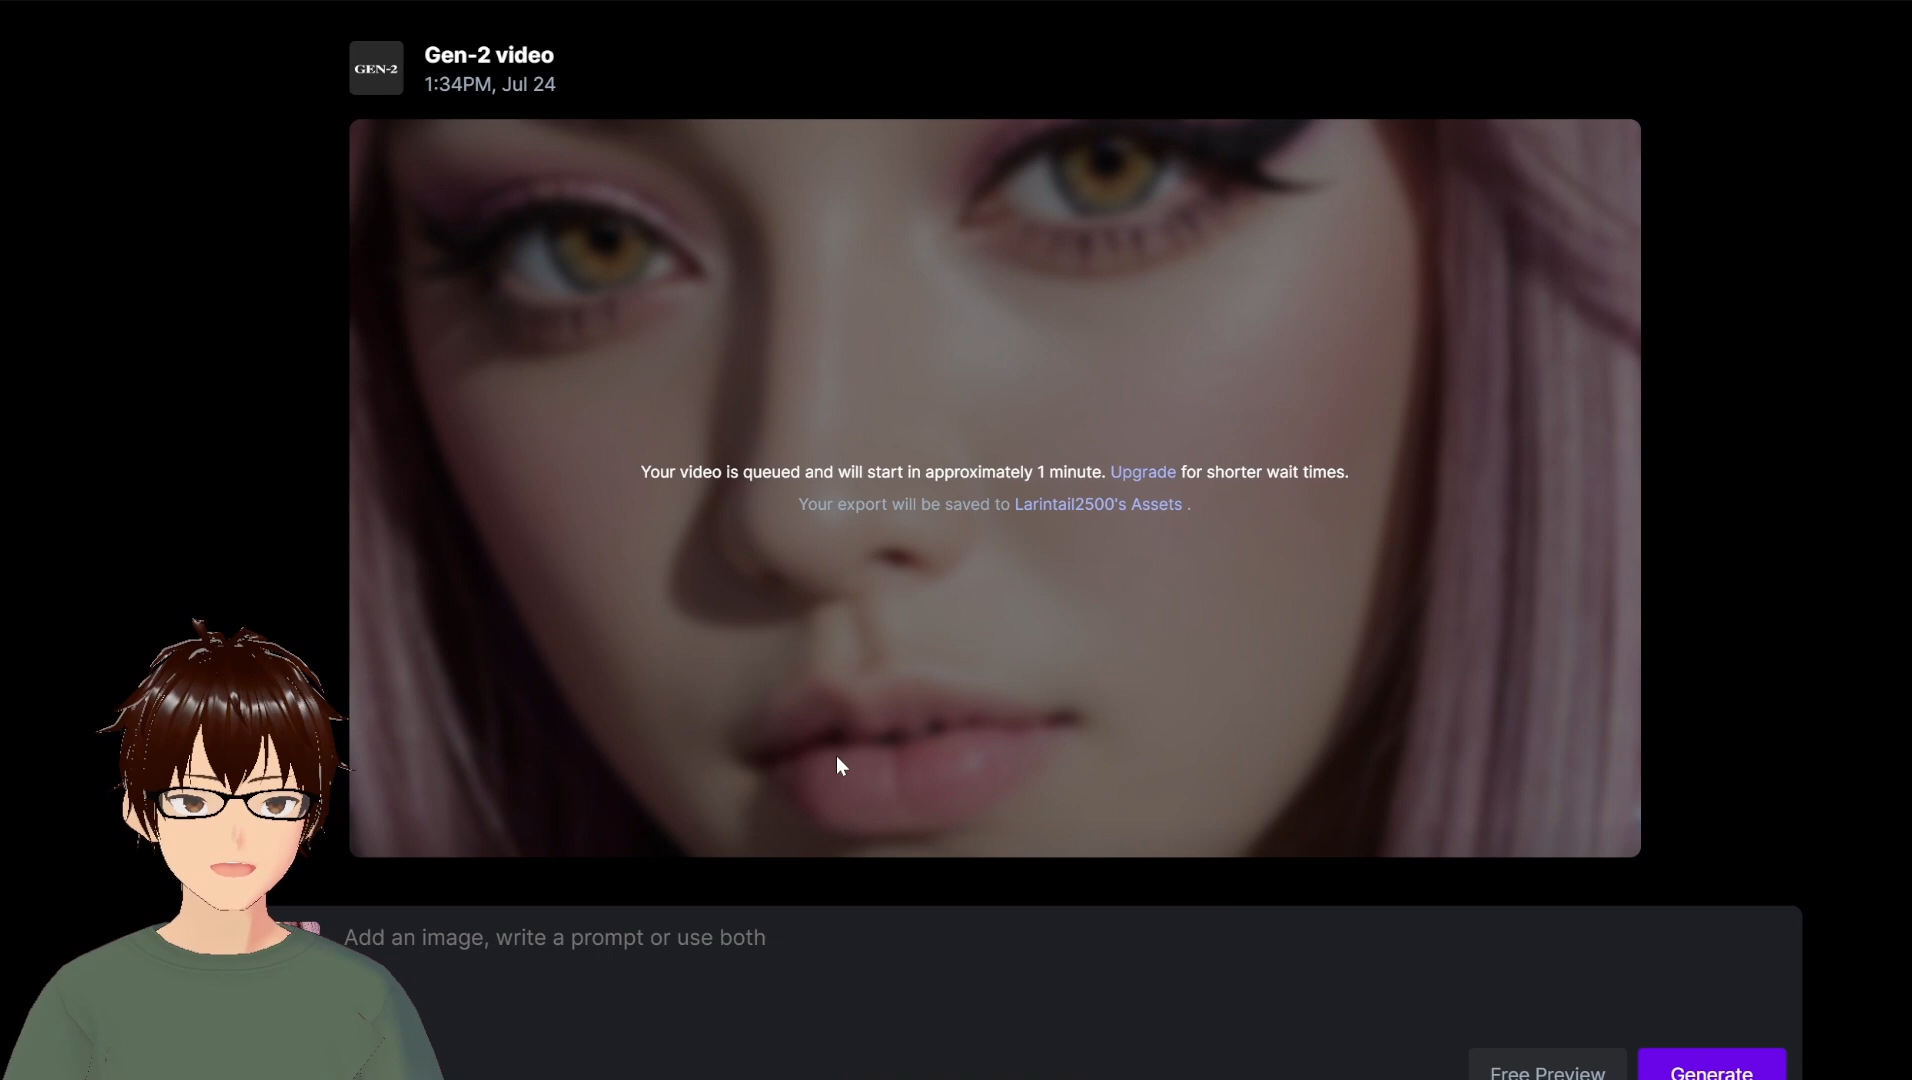 GEN-2
Gen-2 video
1:34PM, Jul 24
Your video is queued and will start in approximately 1 minute. Upgrade for shorter wait times.
Your export will be saved to Larintail2500's Assets .
Add an image, write a prompt or use both
Free Preview
Generate